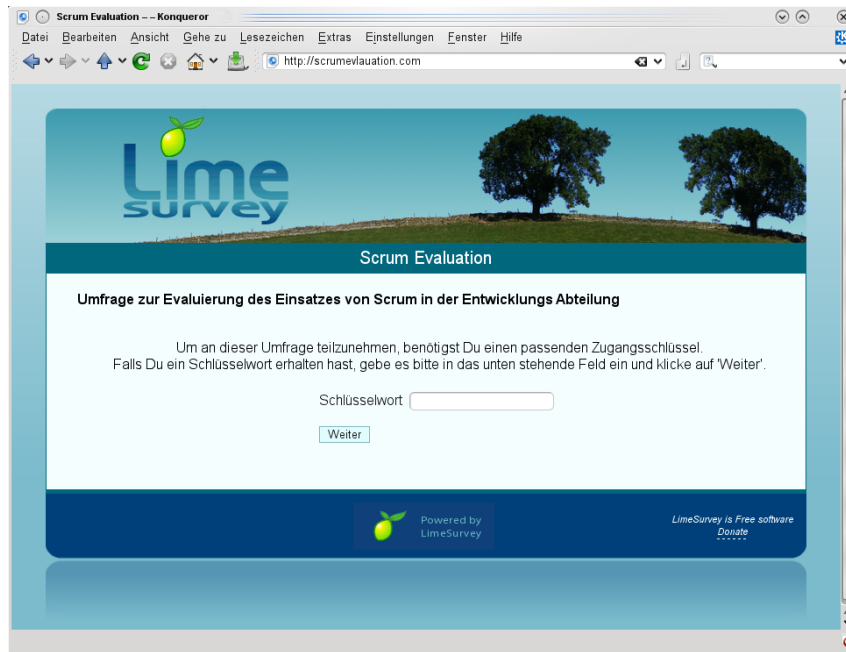 Scrum Evaluation – – Konqueror
Datei Bearbeiten Ansicht Gehe zu Lesezeichen Extras Einstellungen Fenster Hilfe
http://scrumevlauation.com
Lime
survey
Scrum Evaluation
Umfrage zur Evaluierung des Einsatzes von Scrum in der Entwicklungs Abteilung
Um an dieser Umfrage teilzunehmen, benötigst Du einen passenden Zugangsschlüssel.
Falls Du ein Schlüsselwort erhalten hast, gebe es bitte in das unten stehende Feld ein und klicke auf 'Weiter'.
Schlüsselwort
Weiter
Powered by
LimeSurvey
LimeSurvey is Free software
Donate